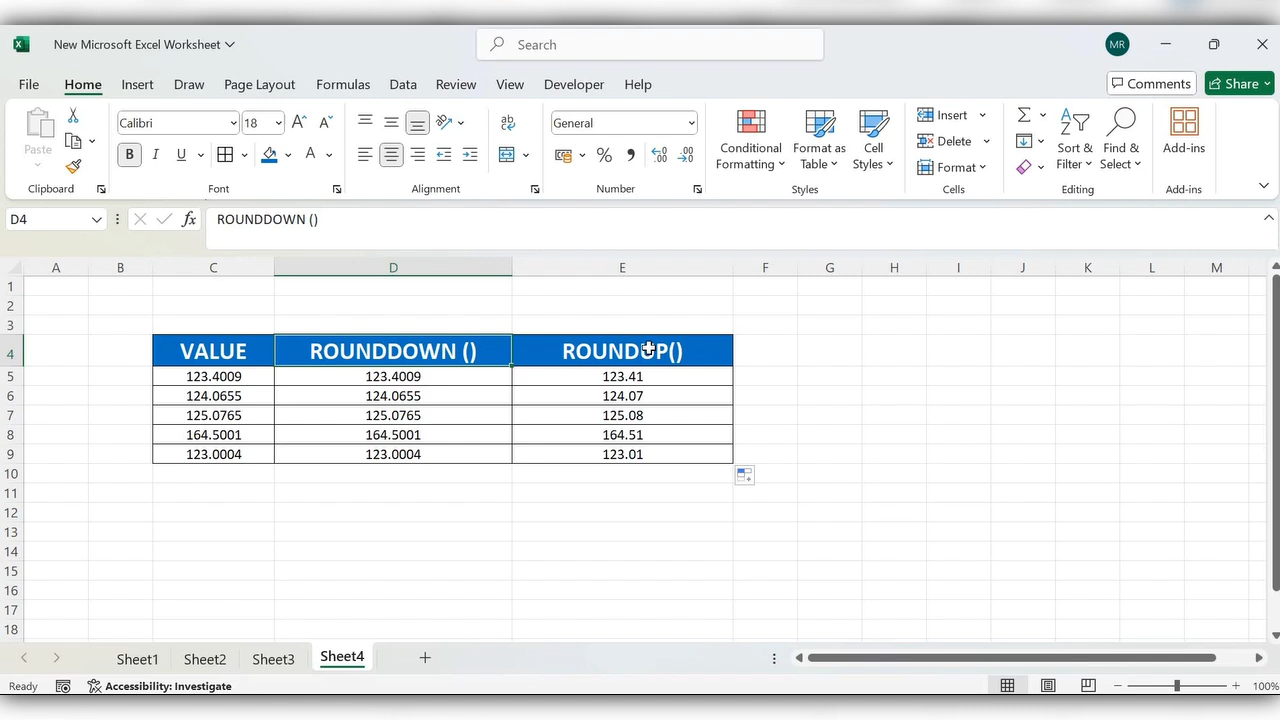 New Microsoft Excel Worksheet
Search
MR
File Home Insert Draw Page Layout Formulas Data Review View Developer Help
Comments Share
Calibri 18 General
Paste
B I U
Conditional Formatting
Format as Table
Cell Styles
Insert
Delete
Format
Sort & Filter
Find & Select
Add-ins
Clipboard Font Alignment Number Styles Cells Editing Add-ins
D4 fx ROUNDDOWN ()
A B C D E F G H I J K L M
1
2
3
4 VALUE ROUNDDOWN () ROUNDUP()
5 123.4009 123.4009 123.41
6 124.0655 124.0655 124.07
7 125.0765 125.0765 125.08
8 164.5001 164.5001 164.51
9 123.0004 123.0004 123.01
10
11
12
13
14
15
16
17
18
Sheet1 Sheet2 Sheet3 Sheet4
Ready Accessibility: Investigate 100%